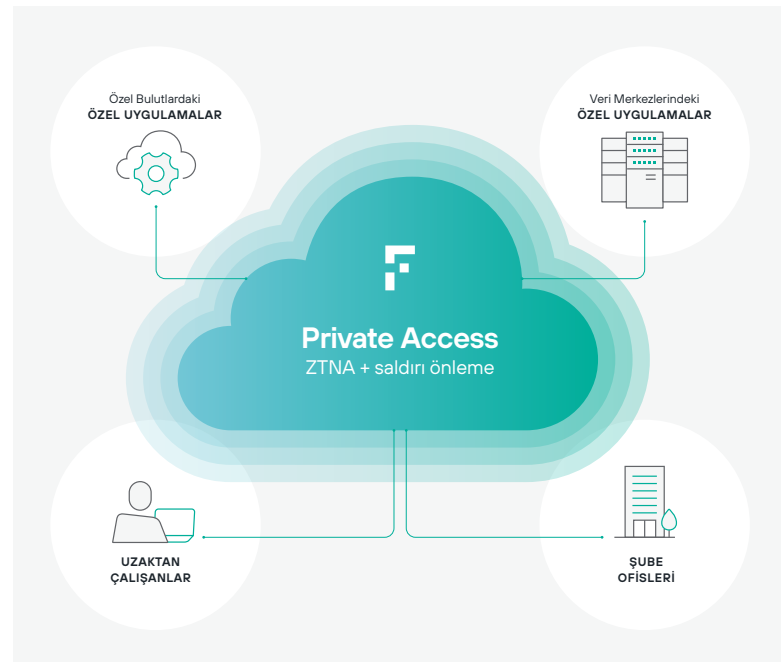 Özel Bulutlardaki
ÖZEL UYGULAMALAR
Veri Merkezlerindeki
ÖZEL UYGULAMALAR
Private Access
ZTNA + saldırı önleme
UZAKTAN
ÇALIŞANLAR
ŞUBE
OFİSLERİ